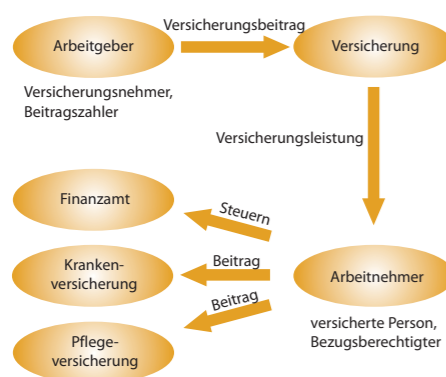 Versicherungsbeitrag
Arbeitgeber
Versicherung
Versicherungsnehmer,
Beitragszahler
Versicherungsleistung
Finanzamt
Steuern
Kranken-
versicherung
Beitrag
Arbeitnehmer
Beitrag
versicherte Person,
Bezugsberechtigter
Pflege-
versicherung